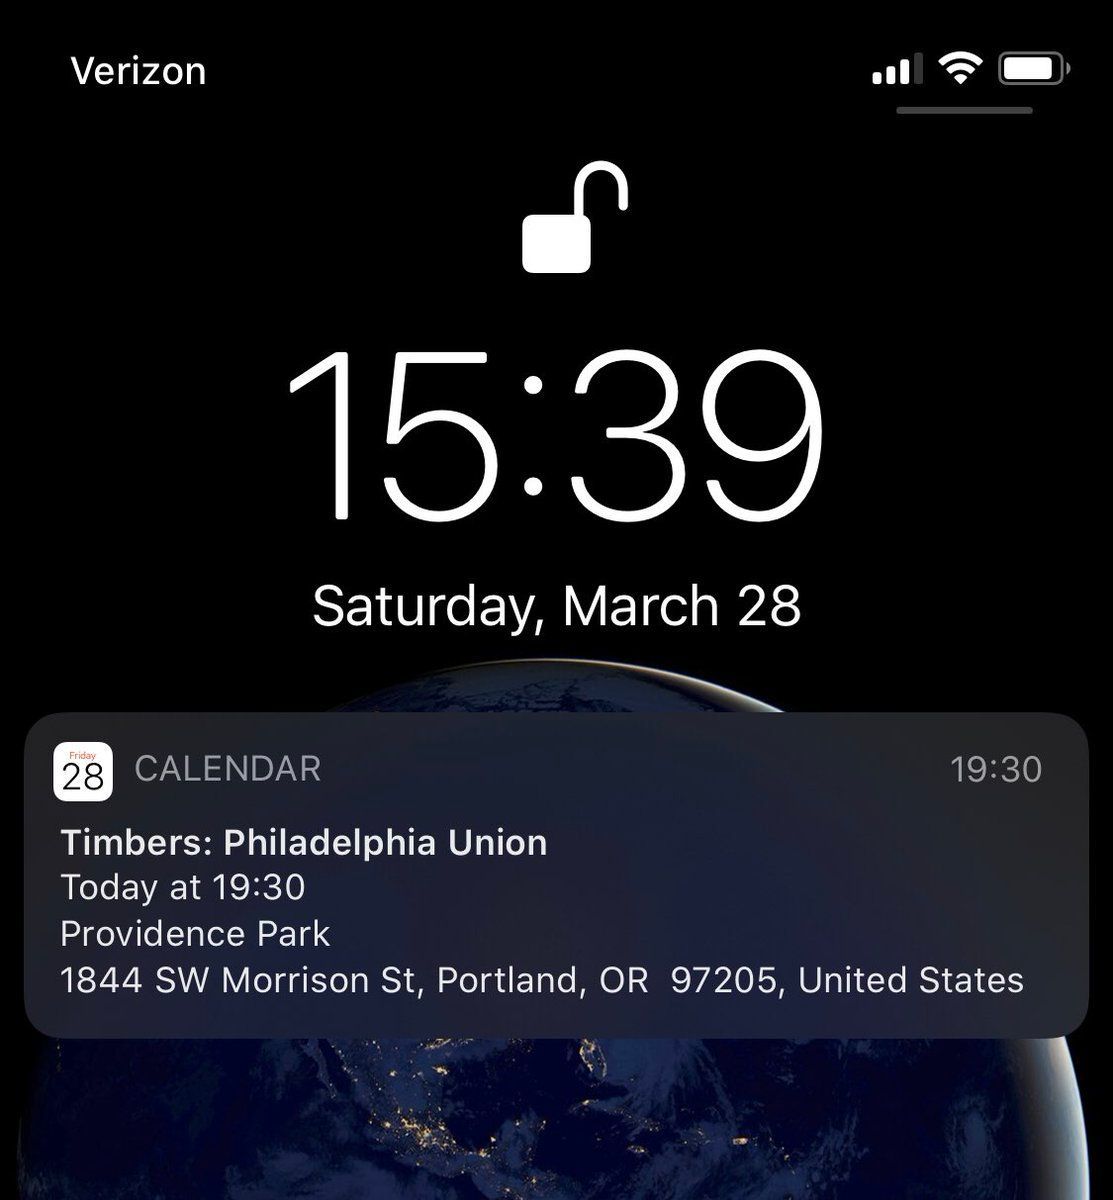 Verizon
15:39
Saturday, March 28
Friday
28
CALENDAR
19:30
Timbers: Philadelphia Union
Today at 19:30
Providence Park
1844 SW Morrison St, Portland, OR  97205, United States